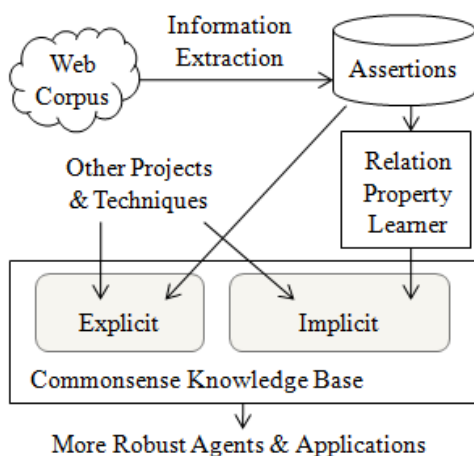 Web
Corpus
Information
Extraction
Assertions
Other Projects
& Techniques
Relation
Property
Learner
Explicit
Implicit
Commonsense Knowledge Base
More Robust Agents & Applications